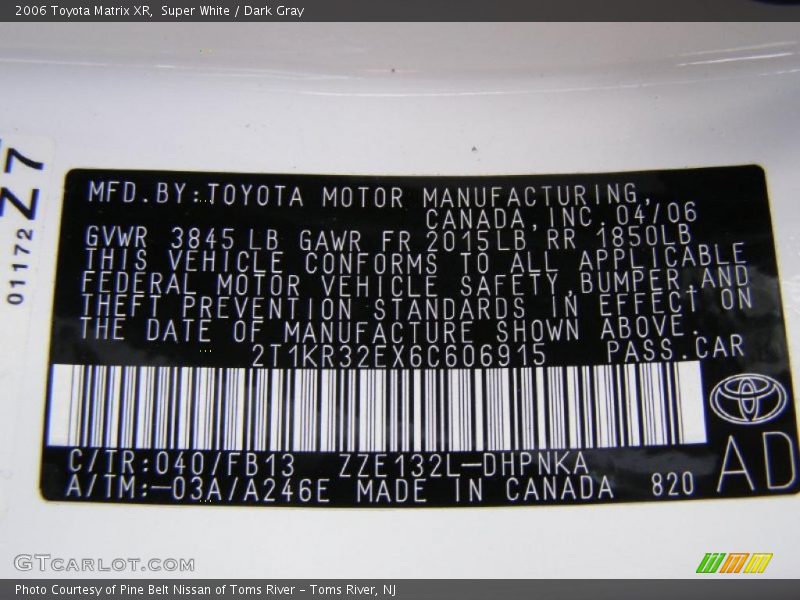 2006 Toyota Matrix XR, Super White / Dark Gray
01172 Z7
MFD.BY:TOYOTA MOTOR MANUFACTURING,
CANADA,INC.04/06
GVWR 3845LB GAWR FR 2015LB RR 1850LB
THIS VEHICLE CONFORMS TO ALL APPLICABLE
FEDERAL MOTOR VEHICLE SAFETY,BUMPER,AND
THEFT PREVENTION STANDARDS IN EFFECT ON
THE DATE OF MANUFACTURE SHOWN ABOVE.
2T1KR32EX6C606915 PASS.CAR
C/TR:040/FB13 ZZE132L-DHPNKA
A/TM:-03A/A246E MADE IN CANADA 820 AD
GTCARLOT.COM
Photo Courtesy of Pine Belt Nissan of Toms River - Toms River, NJ